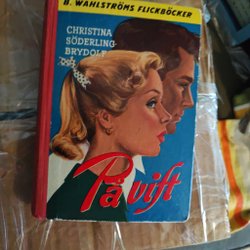 B. WAHLSTRÖMS FLICKBÖCKER
CHRISTINA
SÖDERLING
BRYDOLF
På vift